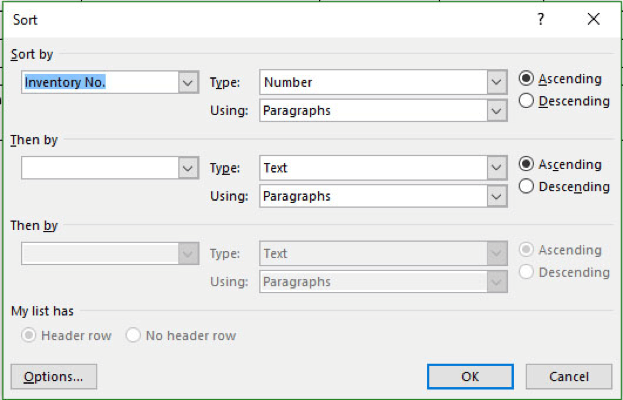 Sort ? ✕
Sort by
Inventory No. Type: Number Ascending
Using: Paragraphs Descending
Then by
Type: Text Ascending
Using: Paragraphs Descending
Then by
Type: Text Ascending
Using: Paragraphs Descending
My list has
Header row No header row
Options... OK Cancel